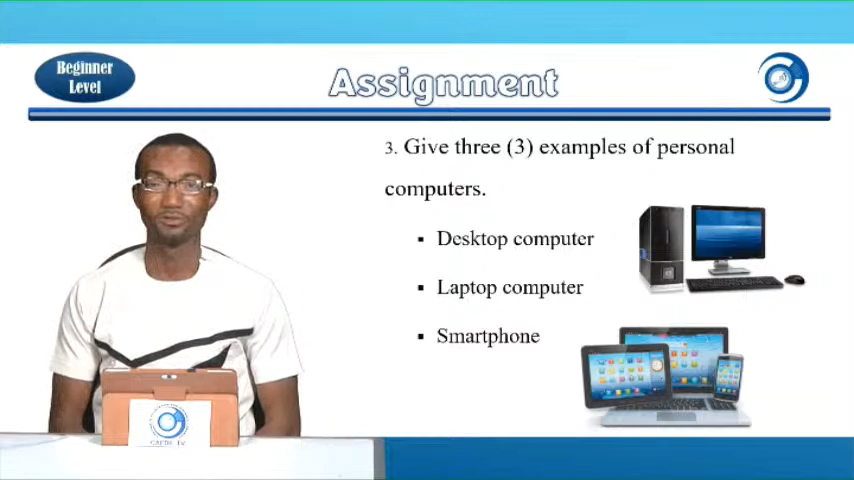 Beginner
Level
Assignment
3. Give three (3) examples of personal
computers.
▪ Desktop computer
▪ Laptop computer
▪ Smartphone